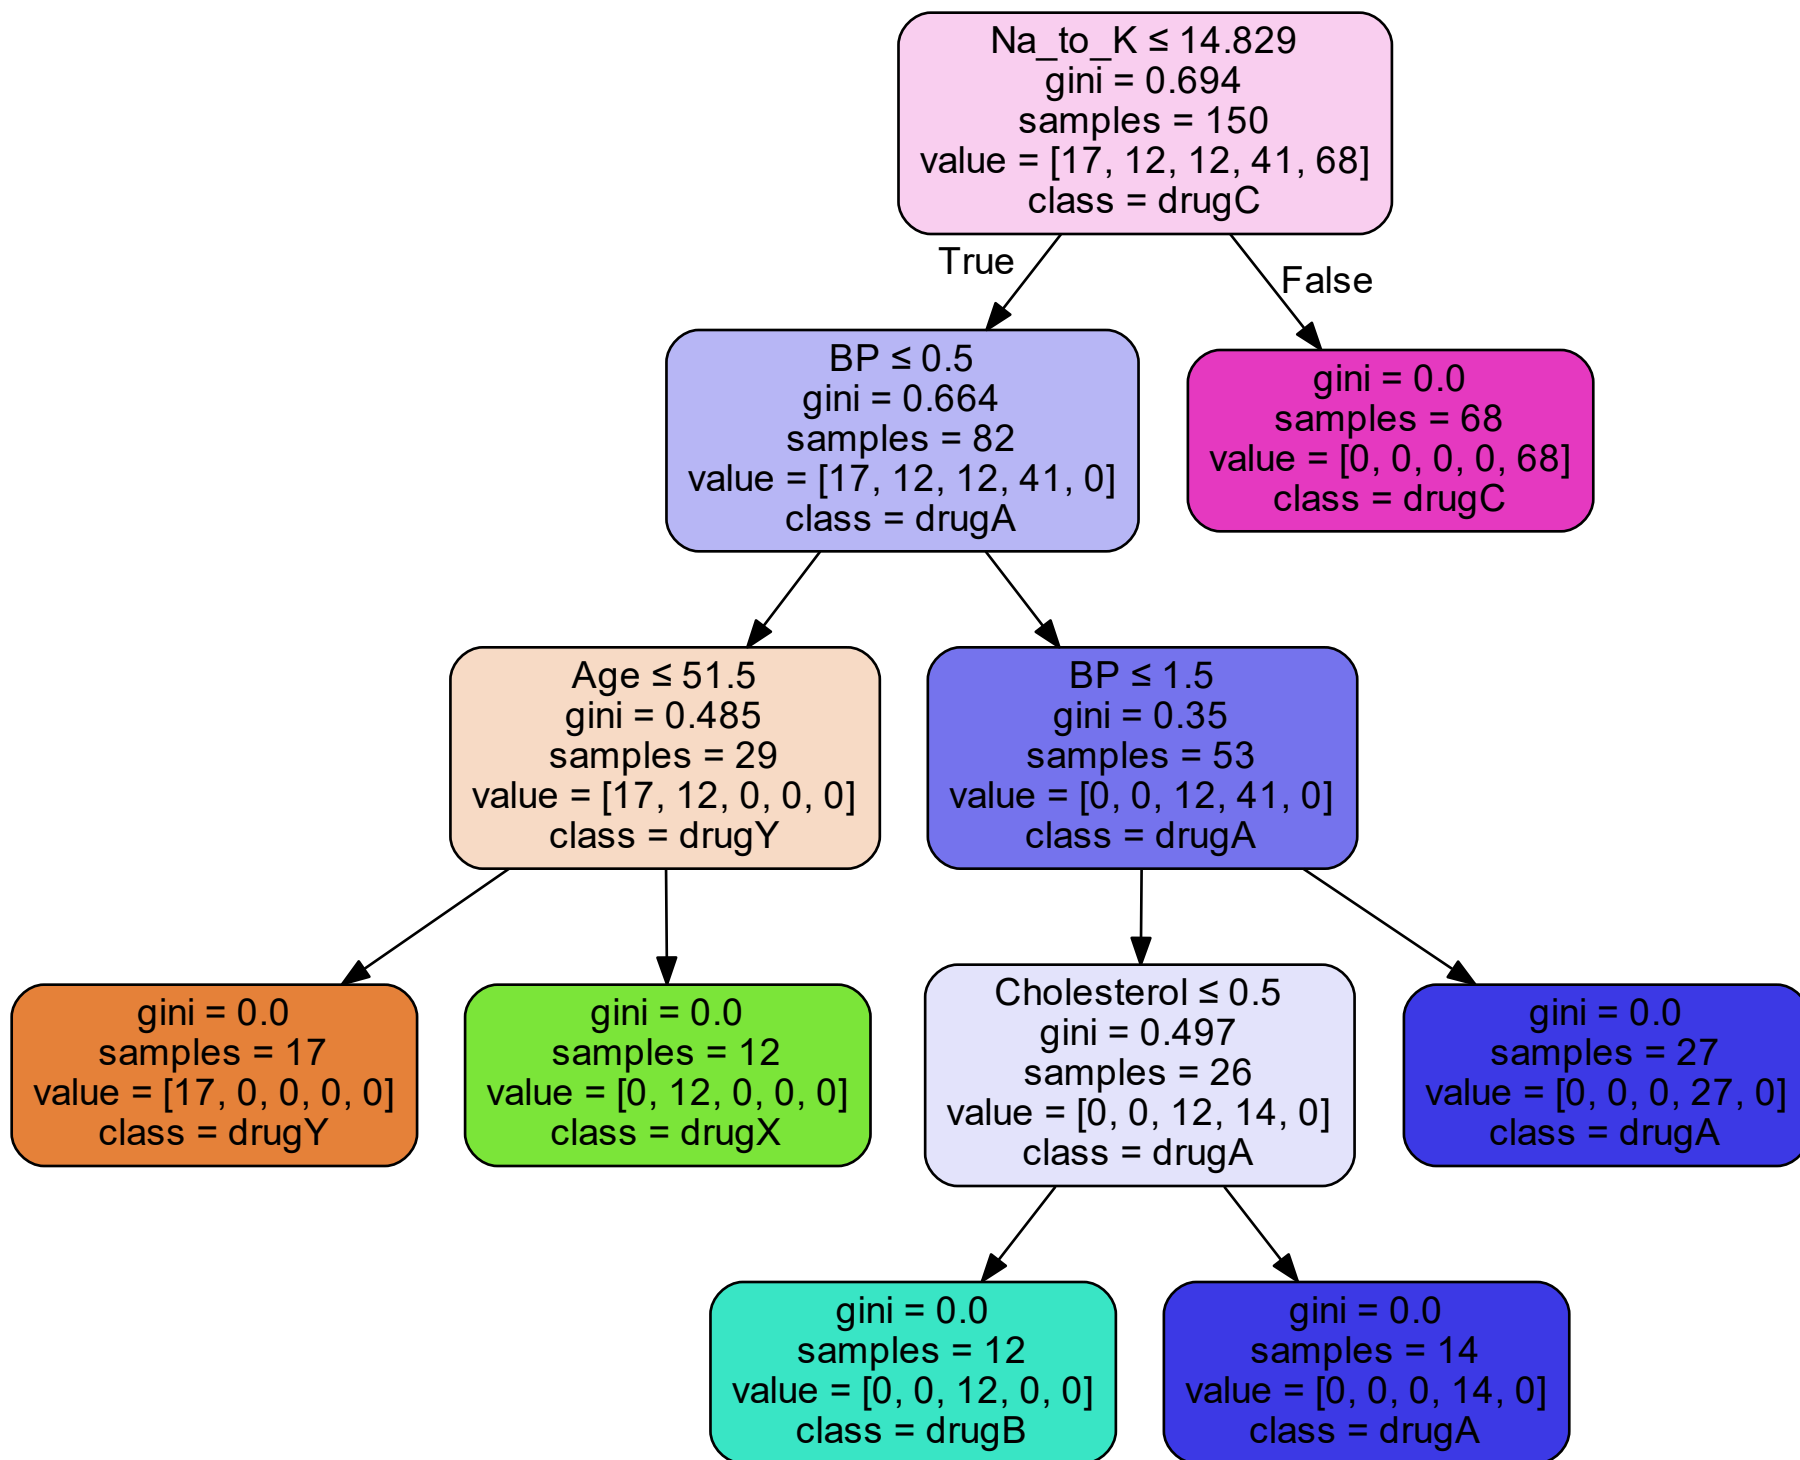 Na_to_K ≤ 14.829
gini = 0.694
samples = 150
value = [17, 12, 12, 41, 68]
class = drugC
True
False
BP ≤ 0.5
gini = 0.664
samples = 82
value = [17, 12, 12, 41, 0]
class = drugA
gini = 0.0
samples = 68
value = [0, 0, 0, 0, 68]
class = drugC
Age ≤ 51.5
gini = 0.485
samples = 29
value = [17, 12, 0, 0, 0]
class = drugY
BP ≤ 1.5
gini = 0.35
samples = 53
value = [0, 0, 12, 41, 0]
class = drugA
gini = 0.0
samples = 17
value = [17, 0, 0, 0, 0]
class = drugY
gini = 0.0
samples = 12
value = [0, 12, 0, 0, 0]
class = drugX
Cholesterol ≤ 0.5
gini = 0.497
samples = 26
value = [0, 0, 12, 14, 0]
class = drugA
gini = 0.0
samples = 27
value = [0, 0, 0, 27, 0]
class = drugA
gini = 0.0
samples = 12
value = [0, 0, 12, 0, 0]
class = drugB
gini = 0.0
samples = 14
value = [0, 0, 0, 14, 0]
class = drugA